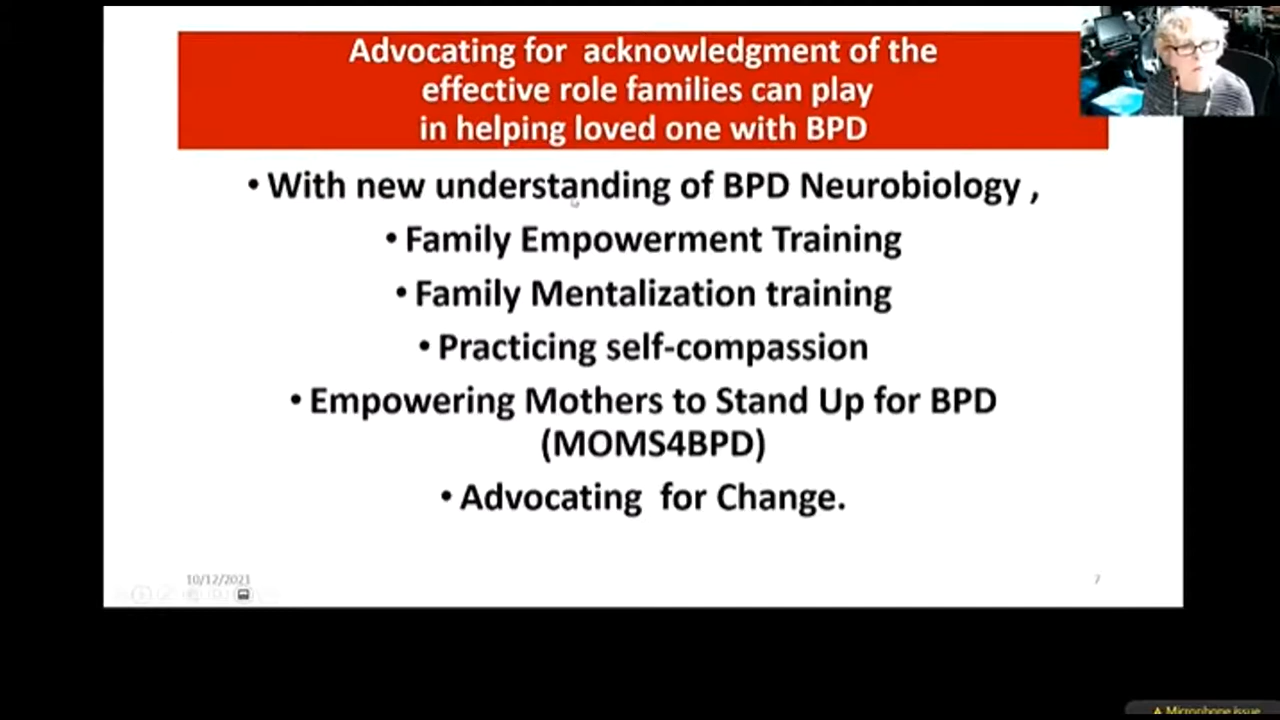 Advocating for acknowledgment of the
effective role families can play
in helping loved one with BPD
• With new understanding of BPD Neurobiology ,
• Family Empowerment Training
• Family Mentalization training
• Practicing self-compassion
• Empowering Mothers to Stand Up for BPD
(MOMS4BPD)
• Advocating for Change.
10/12/2021
7
Microphone issue